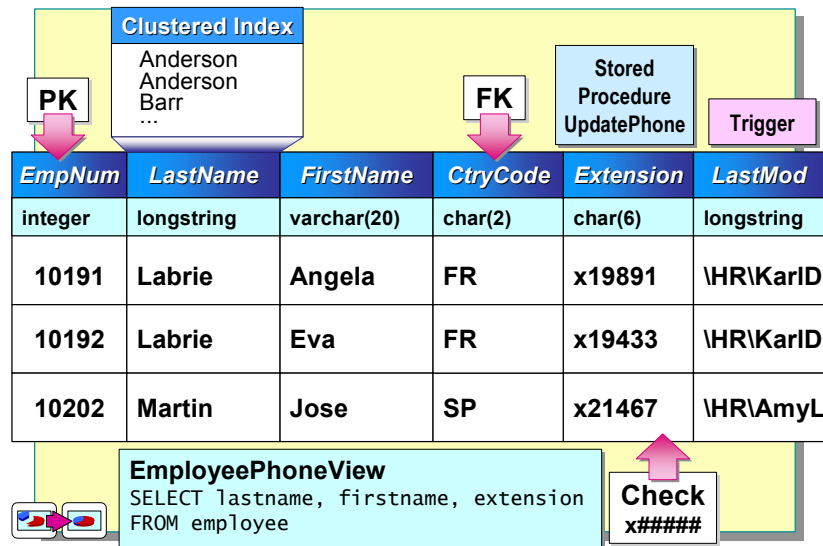 Clustered Index
Anderson
Anderson
Barr
...
PK
FK
Stored
Procedure
UpdatePhone
Trigger
EmpNum LastName FirstName CtryCode Extension LastMod
integer longstring varchar(20) char(2) char(6) longstring
10191 Labrie Angela FR x19891 \HR\KarlD
10192 Labrie Eva FR x19433 \HR\KarlD
10202 Martin Jose SP x21467 \HR\AmyL
EmployeePhoneView
SELECT lastname, firstname, extension
FROM employee
Check
x#####